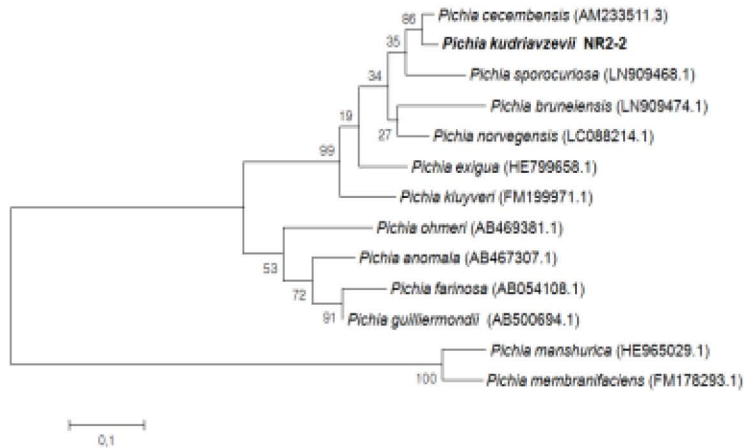 86
Pichia cecembensis (AM233511.3)
Pichia kudriavzevii NR2-2
35
Pichia sporocuriosa (LN909468.1)
34
Pichia bruneiensis (LN909474.1)
27
Pichia norvegensis (LC088214.1)
19
Pichia exigua (HE799658.1)
99
Pichia kluyveri (FM199971.1)
Pichia ohmeri (AB469381.1)
53
Pichia anomala (AB467307.1)
72
Pichia farinosa (AB054108.1)
91
Pichia guilliermondii (AB500694.1)
Pichia manshurica (HE965029.1)
100
Pichia membranifaciens (FM178293.1)
0,1